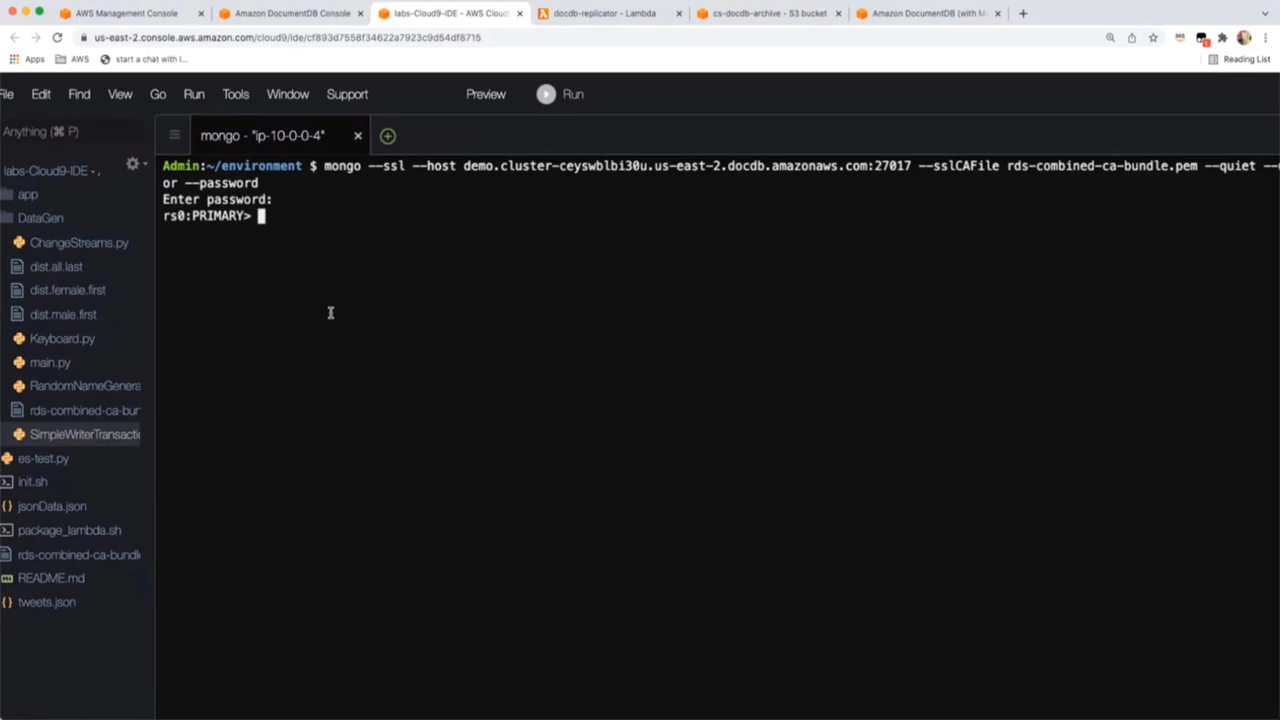 AWS Management Console
Amazon DocumentDB Console
labs-Cloud9-IDE - AWS Cloud
docdb-replicator - Lambda
cs-docdb-archive - S3 bucket
Amazon DocumentDB (with M
us-east-2.console.aws.amazon.com/cloud9/ide/cf893d7558f34622a7923c9d54df8715
Apps
AWS
start a chat with I...
Reading List
File Edit Find View Go Run Tools Window Support Preview Run
Anything (⌘ P)
mongo - "ip-10-0-0-4"
labs-Cloud9-IDE - .
app
DataGen
ChangeStreams.py
dist.all.last
dist.female.first
dist.male.first
Keyboard.py
main.py
RandomNameGenera
rds-combined-ca-bur
SimpleWriterTransactic
es-test.py
init.sh
jsonData.json
package_lambda.sh
rds-combined-ca-bundl
README.md
tweets.json
Admin:~/environment $ mongo --ssl --host demo.cluster-ceyswblbi30u.us-east-2.docdb.amazonaws.com:27017 --sslCAFile rds-combined-ca-bundle.pem --quiet --
or --password
Enter password:
rs0:PRIMARY>